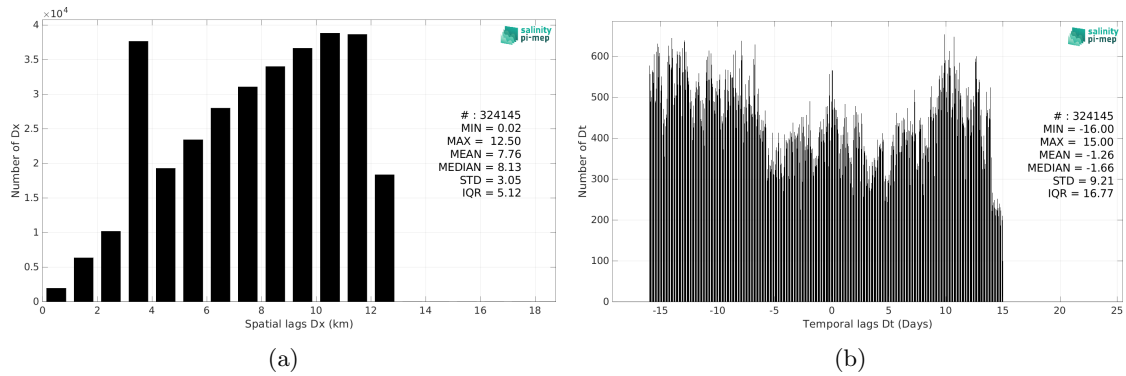 ×10⁴
4
3.5
3
2.5
2
1.5
1
0.5
0
Number of Dx
0 2 4 6 8 10 12 14 16 18
Spatial lags Dx (km)
salinity
pi-mep
# : 324145
MIN = 0.02
MAX = 12.50
MEAN = 7.76
MEDIAN = 8.13
STD = 3.05
IQR = 5.12
(a)
600
500
400
300
200
100
0
Number of Dt
-15 -10 -5 0 5 10 15 20 25
Temporal lags Dt (Days)
salinity
pi-mep
# : 324145
MIN = -16.00
MAX = 15.00
MEAN = -1.26
MEDIAN = -1.66
STD = 9.21
IQR = 16.77
(b)